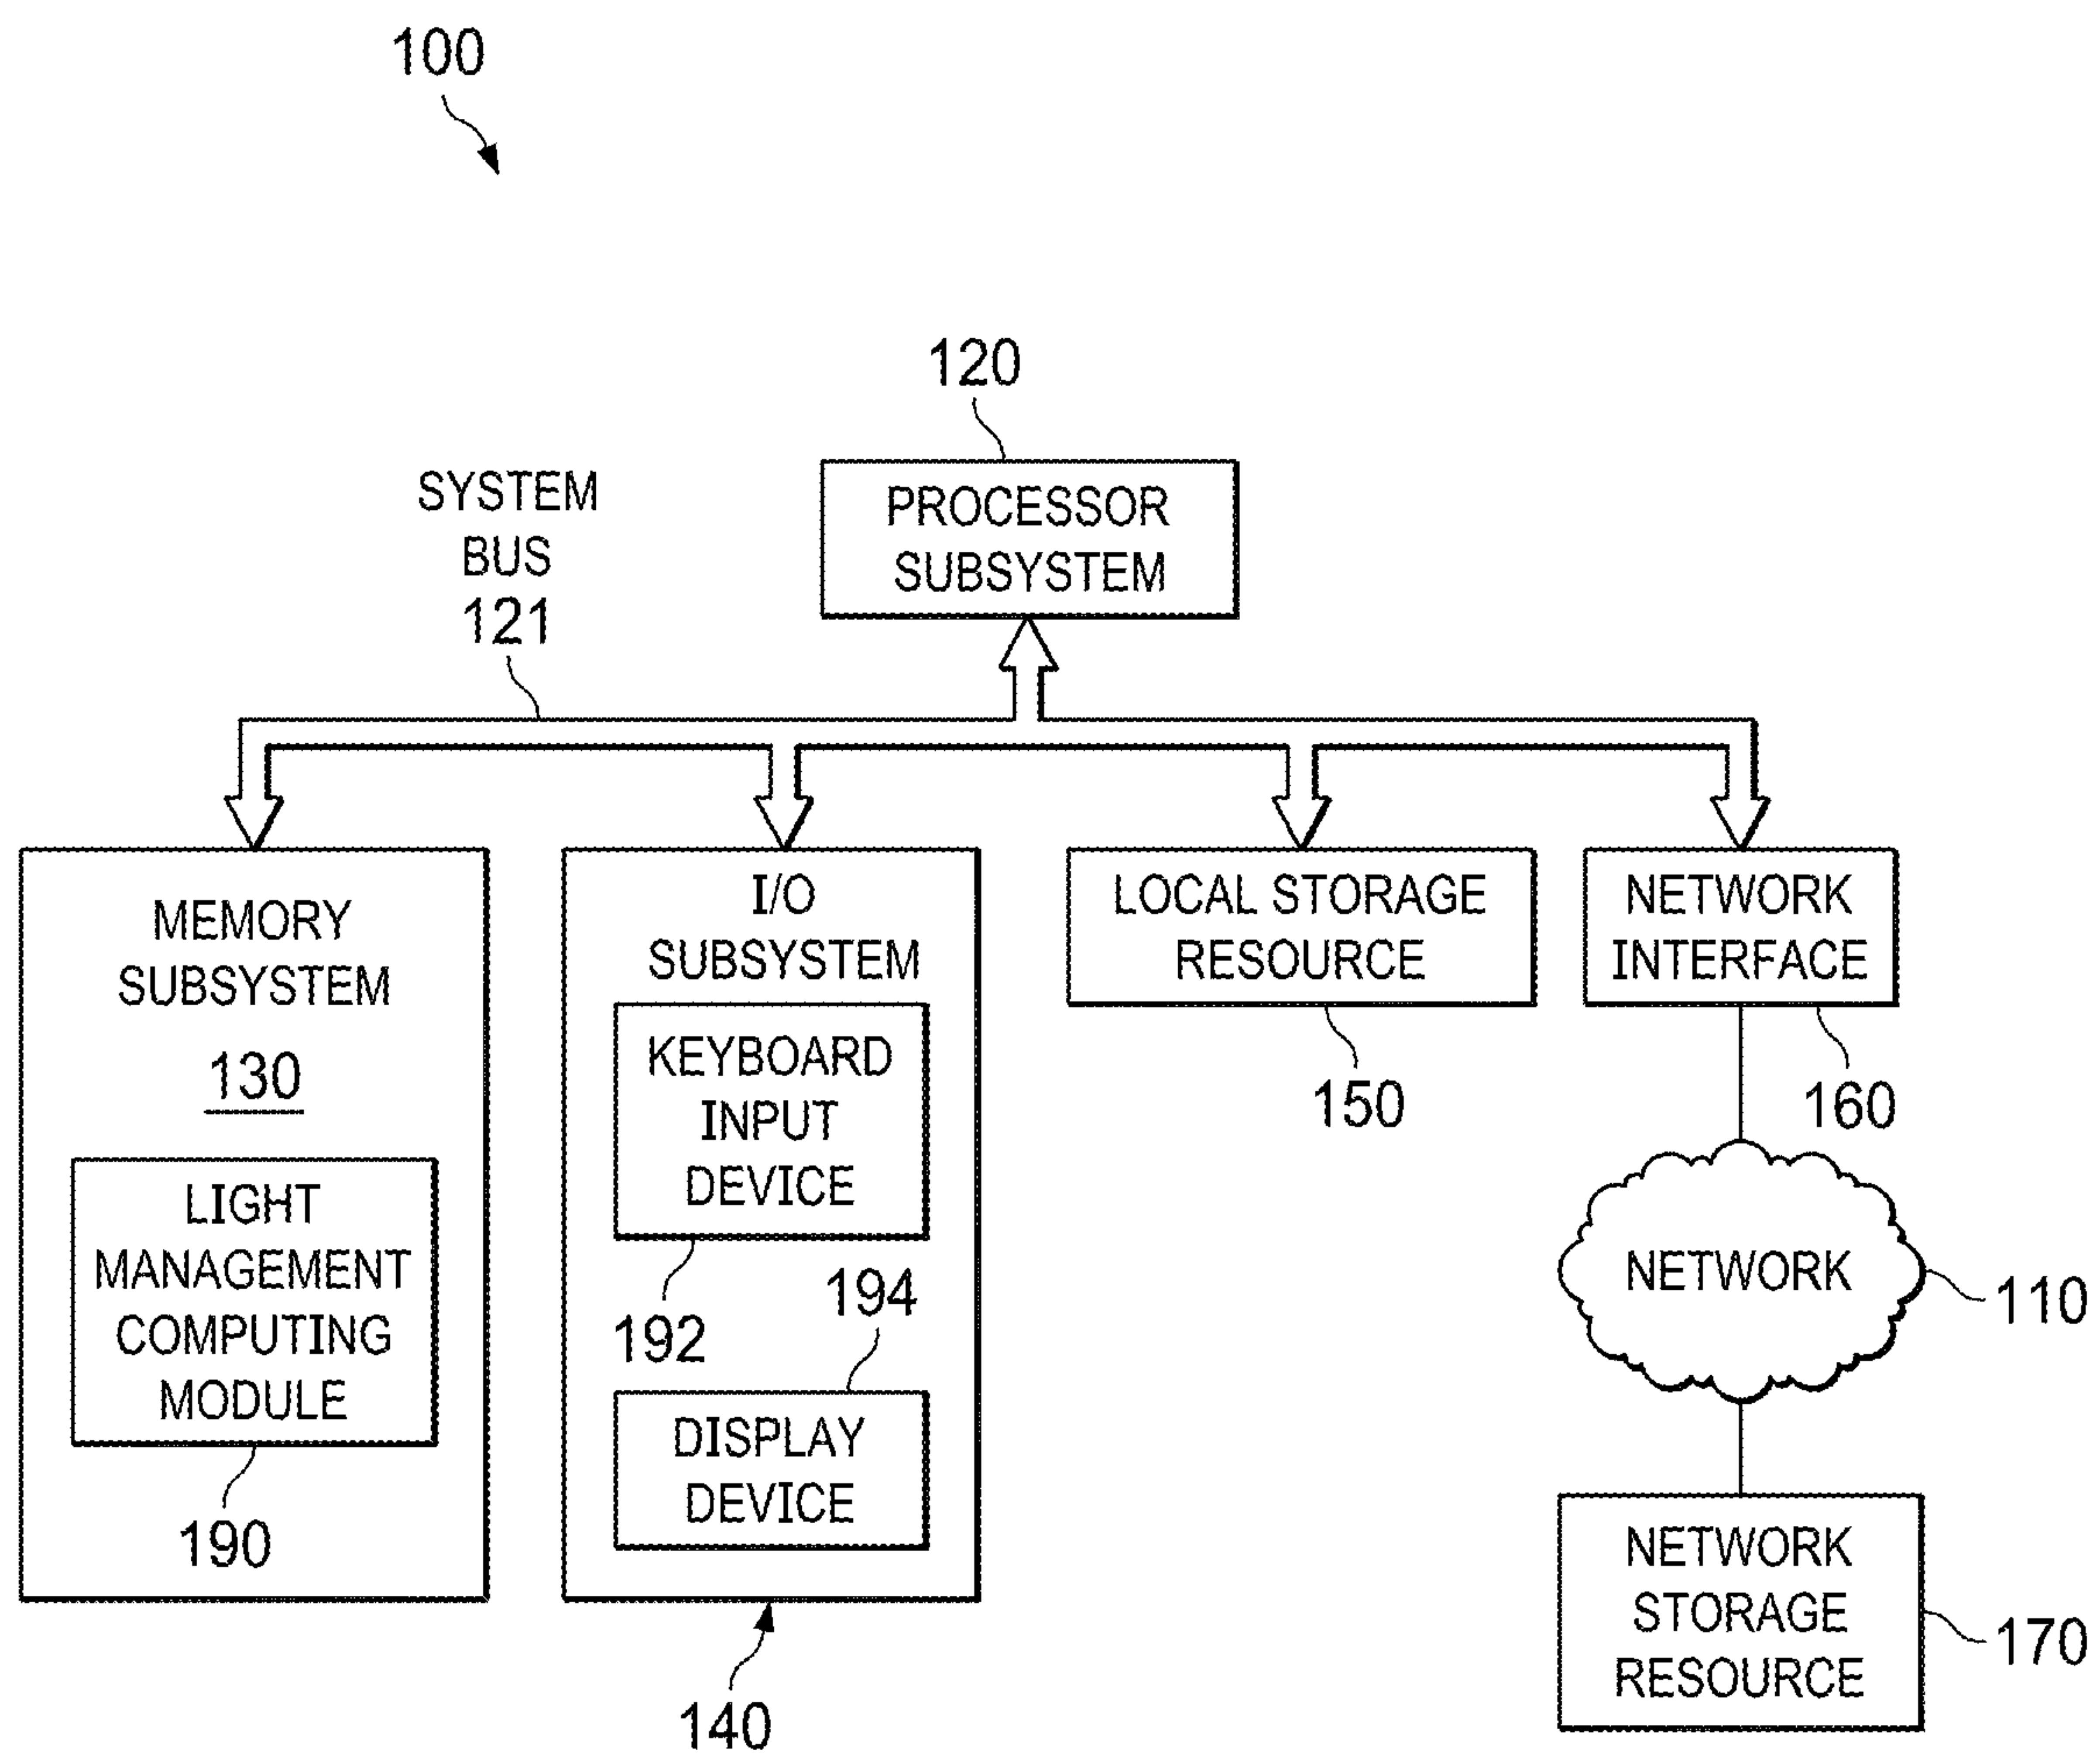 100
120
PROCESSOR
SUBSYSTEM
SYSTEM
BUS
121
MEMORY
SUBSYSTEM
130
LIGHT
MANAGEMENT
COMPUTING
MODULE
190
I/O
SUBSYSTEM
KEYBOARD
INPUT
DEVICE
192
194
DISPLAY
DEVICE
140
LOCAL STORAGE
RESOURCE
150
NETWORK
INTERFACE
160
NETWORK
110
NETWORK
STORAGE
RESOURCE
170